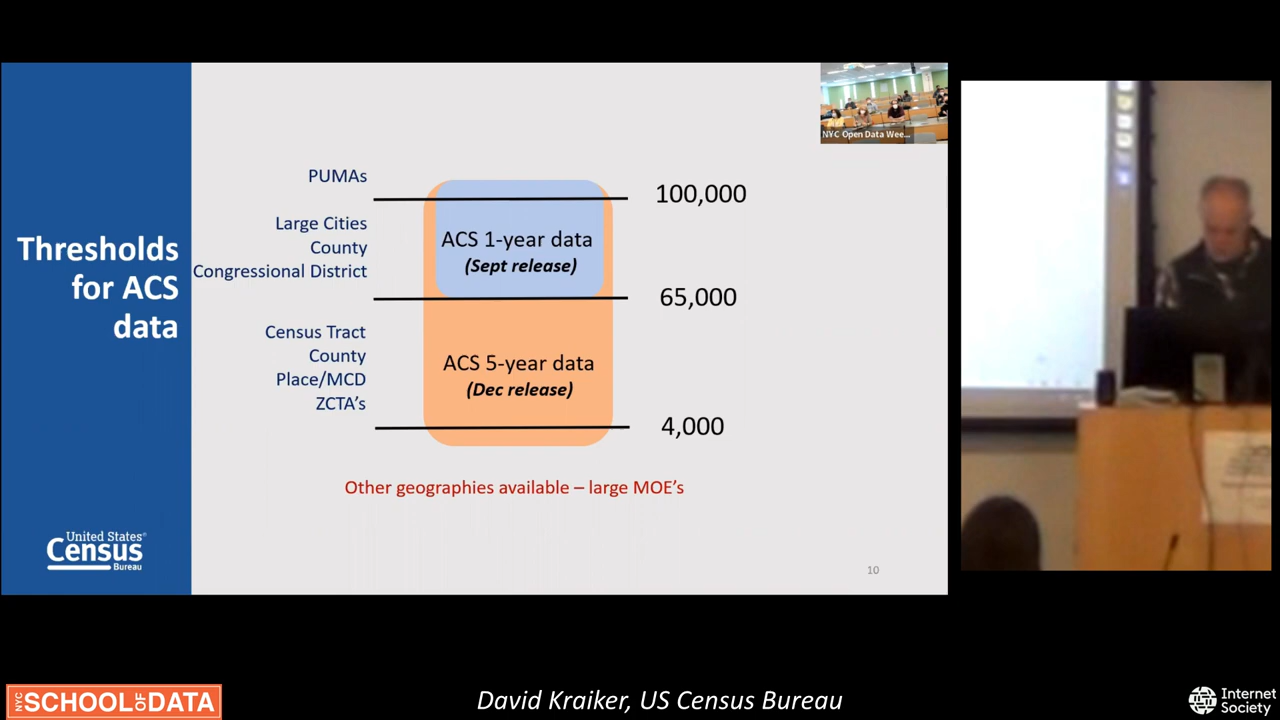 Thresholds
for ACS
data
PUMAs
100,000
Large Cities
County
Congressional District
ACS 1-year data
(Sept release)
65,000
Census Tract
County
Place/MCD
ZCTA's
ACS 5-year data
(Dec release)
4,000
Other geographies available – large MOE's
United States®
Census
Bureau
10
NYC Open Data Wee...
NYC SCHOOL OF DATA
David Kraiker, US Census Bureau
Internet
Society